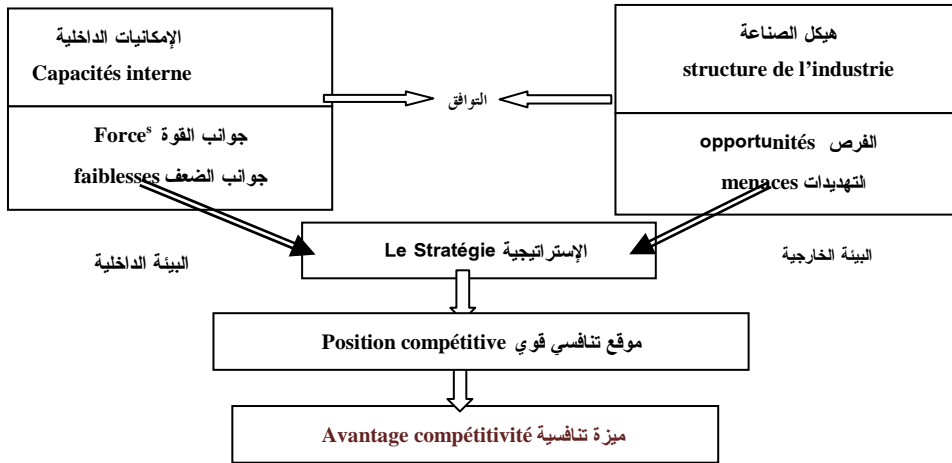 هيكل الصناعة
structure de l’industrie
الفرص opportunités
التهديدات menaces
التوافق
الإمكانيات الداخلية
Capacités interne
جوانب القوة Forceˢ
جوانب الضعف faiblesses
البيئة الخارجية
البيئة الداخلية
الإستراتيجية Le Stratégie
موقع تنافسي قوي Position compétitive
ميزة تنافسية Avantage compétitivité